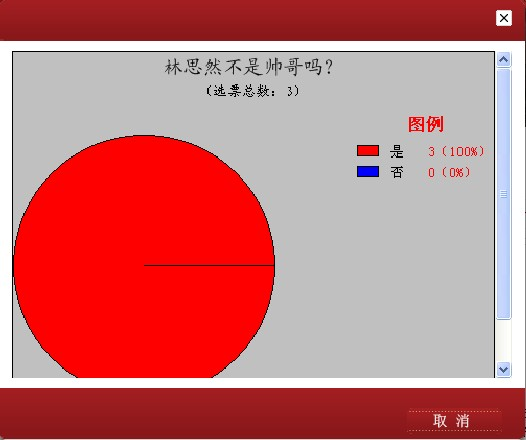 林思然不是帅哥吗？
(选票总数：3)
图例
是 3 (100%)
否 0 (0%)
取 消